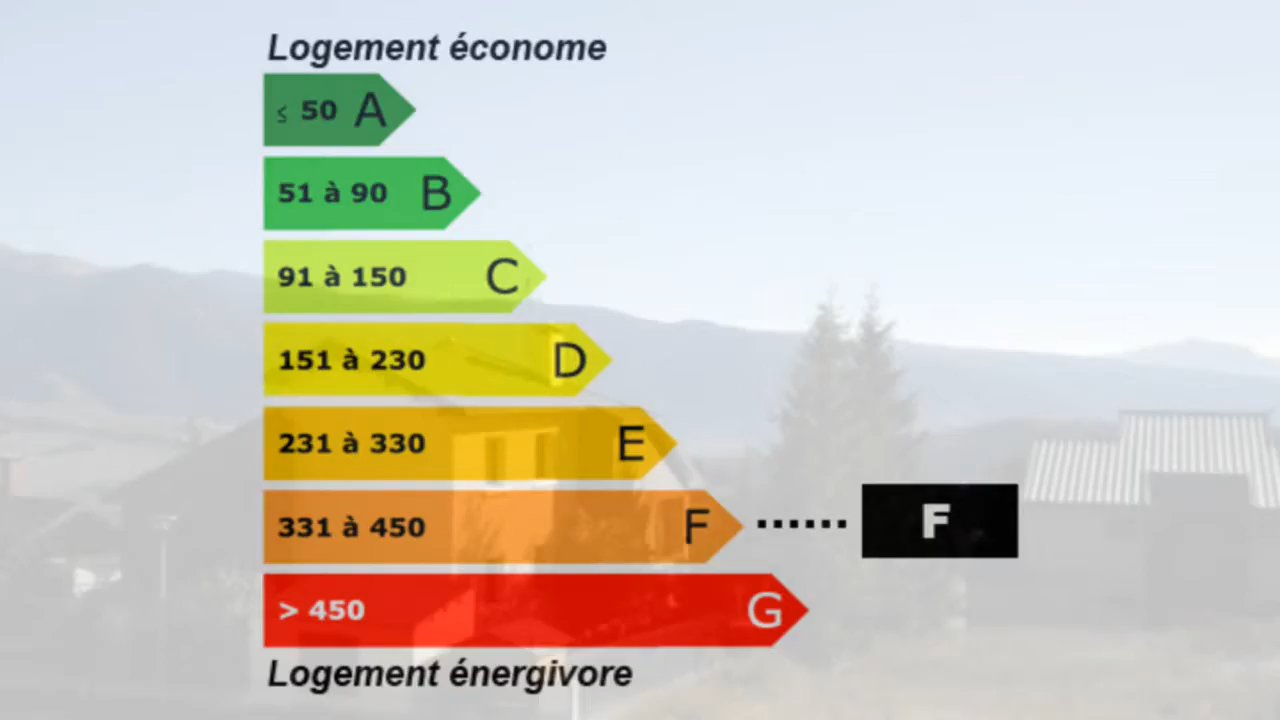 Logement économe
≤ 50 A
51 à 90 B
91 à 150 C
151 à 230 D
231 à 330 E
331 à 450 F F
> 450 G
Logement énergivore